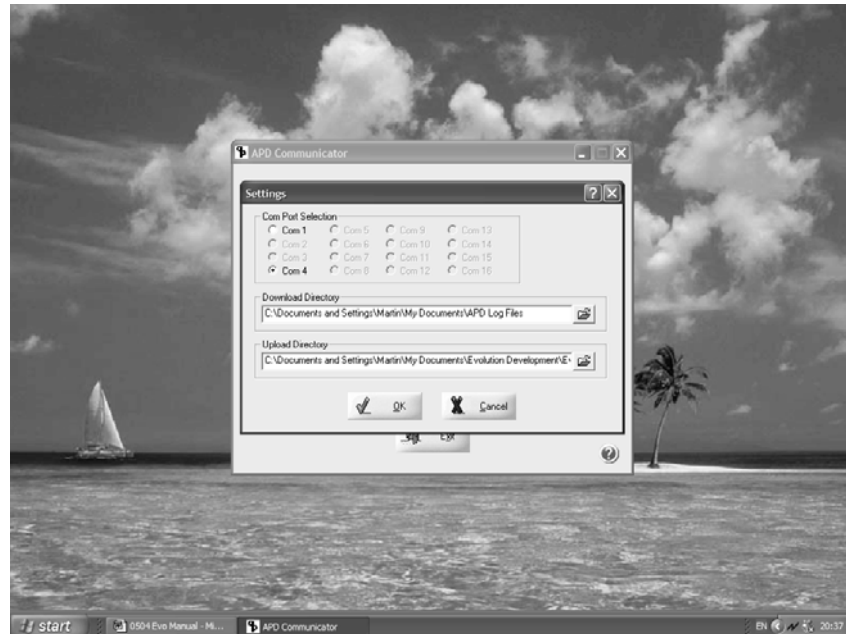 APD Communicator
Settings
Com Port Selection
Com 1 Com 5 Com 9 Com 13
Com 2 Com 6 Com 10 Com 14
Com 3 Com 7 Com 11 Com 15
Com 4 Com 8 Com 12 Com 16
Download Directory
C:\Documents and Settings\Martin\My Documents\APD Log Files
Upload Directory
C:\Documents and Settings\Martin\My Documents\Evolution Development\E
OK Cancel
Exit
start 0504 Evo Manual - Mi... APD Communicator EN 20:37